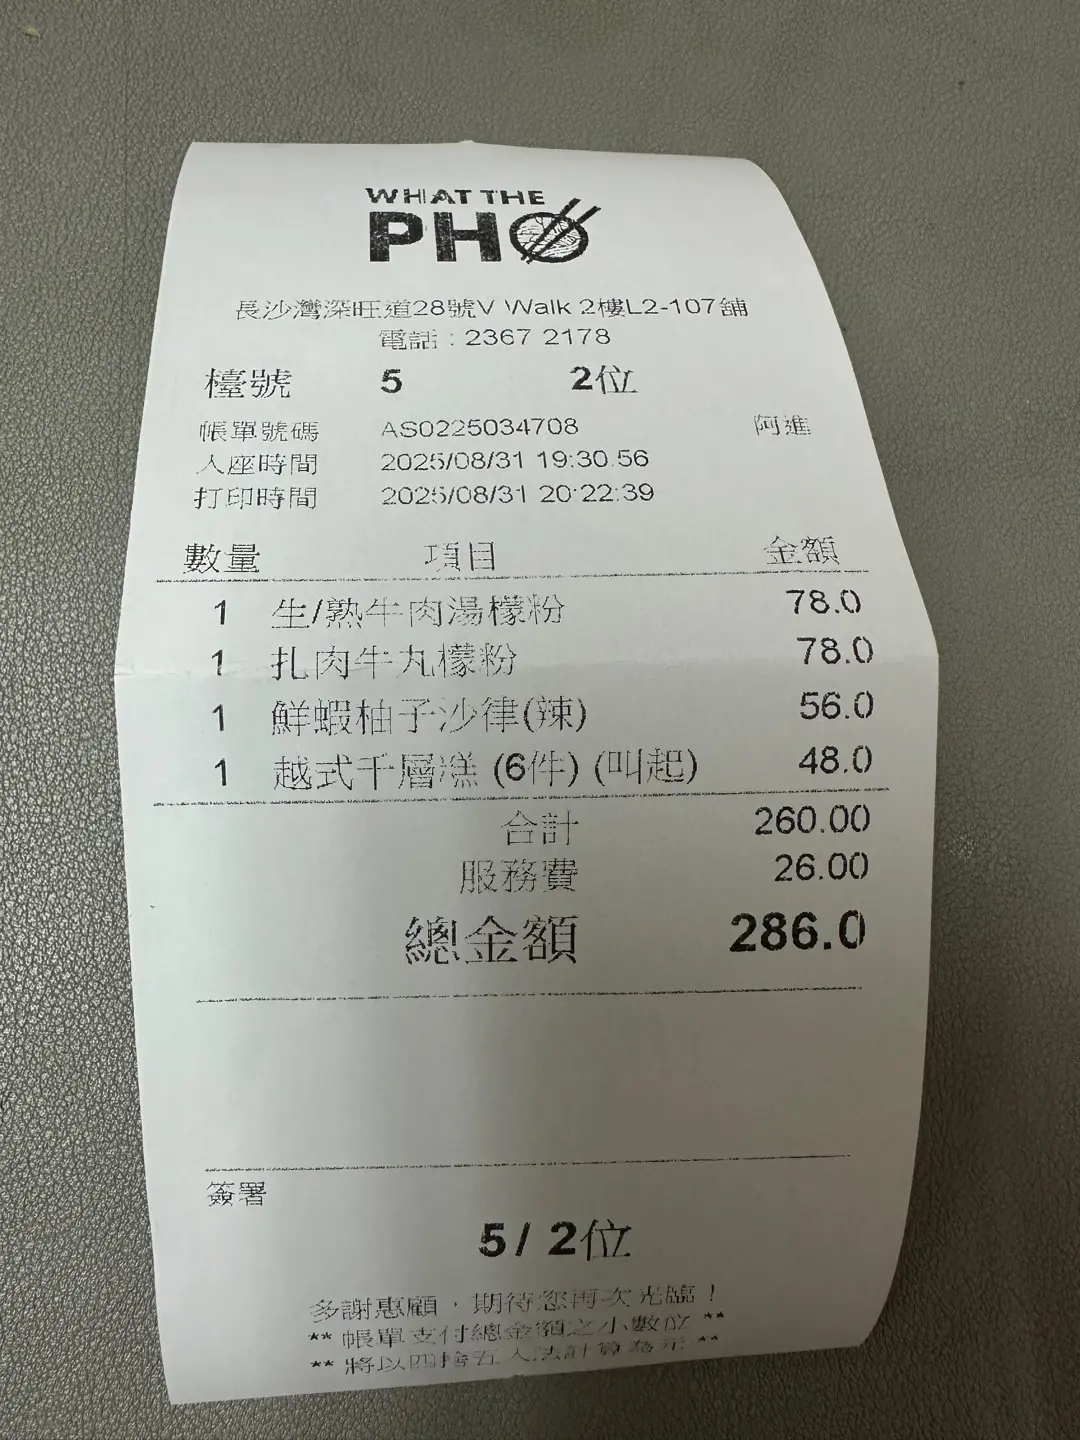 WHAT THE
PHO
長沙灣深旺道28號V Walk 2樓L2-107舖
電話：2367 2178
檯號 5 2位
帳單號碼 AS0225034708 阿進
入座時間 2025/08/31 19:30:56
打印時間 2025/08/31 20:22:39
數量 項目 金額
1 生/熟牛肉湯檬粉 78.0
1 扎肉牛丸檬粉 78.0
1 鮮蝦柚子沙律(辣) 56.0
1 越式千層糕 (6件) (叫起) 48.0
合計 260.00
服務費 26.00
總金額 286.0
簽署
5/ 2位
多謝惠顧，期待您再次光臨！
** 帳單支付總金額之小數位 **
** 將以四捨五入法計算為示 **